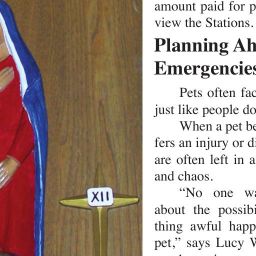 XII
amount paid for p
view the Stations.
Planning Ah
Emergencies
Pets often fac
just like people do
When a pet be
fers an injury or di
are often left in a
and chaos.
"No one wa
about the possibi
thing awful happ
pet," says Lucy W